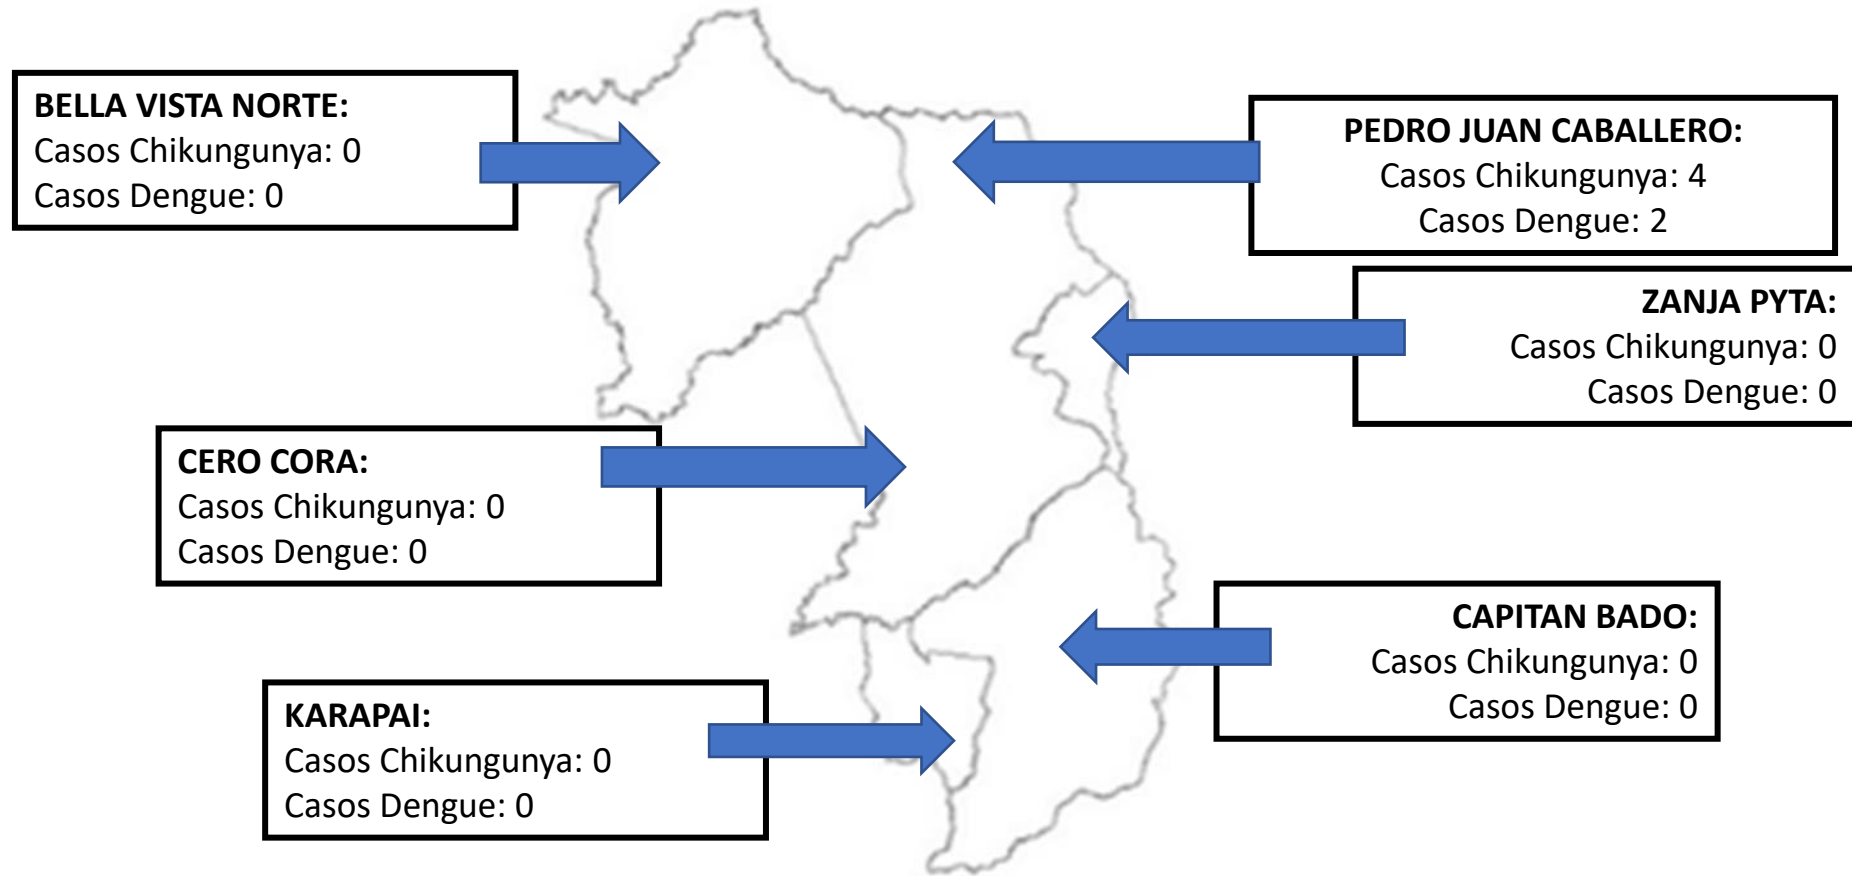 BELLA VISTA NORTE:
Casos Chikungunya: 0
Casos Dengue: 0
PEDRO JUAN CABALLERO:
Casos Chikungunya: 4
Casos Dengue: 2
ZANJA PYTA:
Casos Chikungunya: 0
Casos Dengue: 0
CERO CORA:
Casos Chikungunya: 0
Casos Dengue: 0
CAPITAN BADO:
Casos Chikungunya: 0
Casos Dengue: 0
KARAPAI:
Casos Chikungunya: 0
Casos Dengue: 0